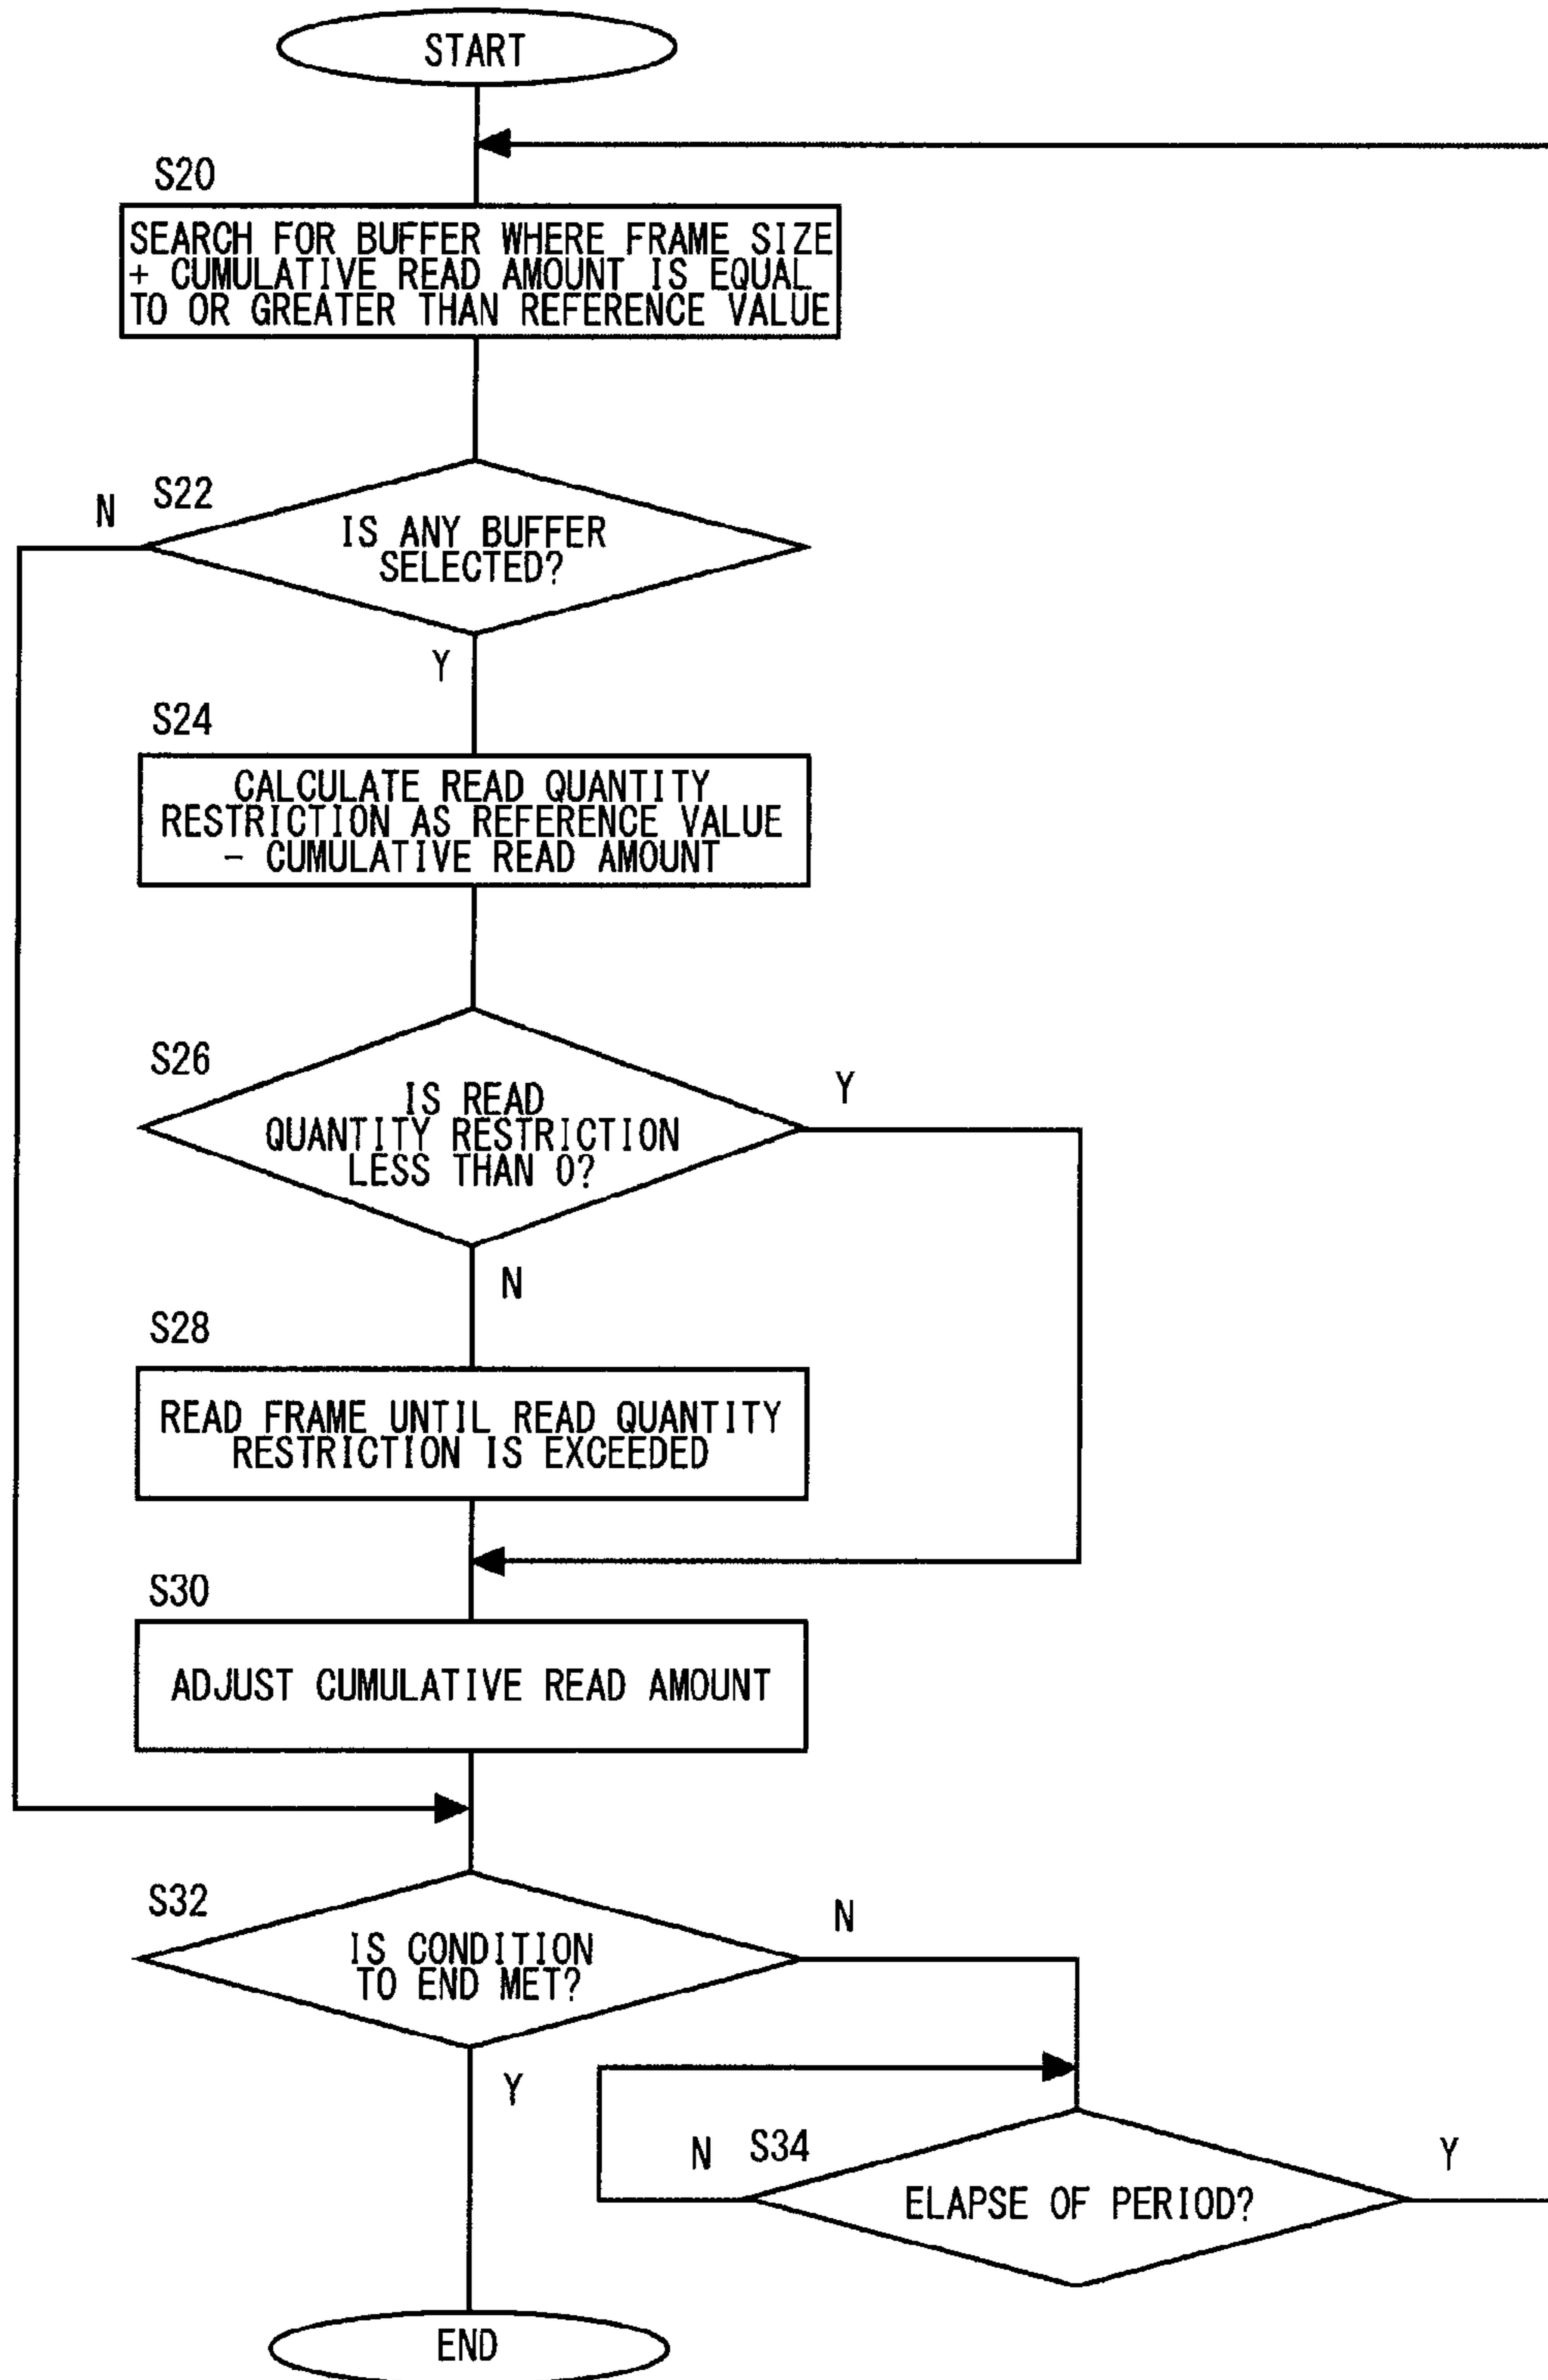 START
S20
SEARCH FOR BUFFER WHERE FRAME SIZE
+ CUMULATIVE READ AMOUNT IS EQUAL
TO OR GREATER THAN REFERENCE VALUE
N
S22
IS ANY BUFFER
SELECTED?
Y
S24
CALCULATE READ QUANTITY
RESTRICTION AS REFERENCE VALUE
- CUMULATIVE READ AMOUNT
S26
IS READ
QUANTITY RESTRICTION
LESS THAN 0?
Y
N
S28
READ FRAME UNTIL READ QUANTITY
RESTRICTION IS EXCEEDED
S30
ADJUST CUMULATIVE READ AMOUNT
S32
IS CONDITION
TO END MET?
N
Y
N
S34
ELAPSE OF PERIOD?
Y
END